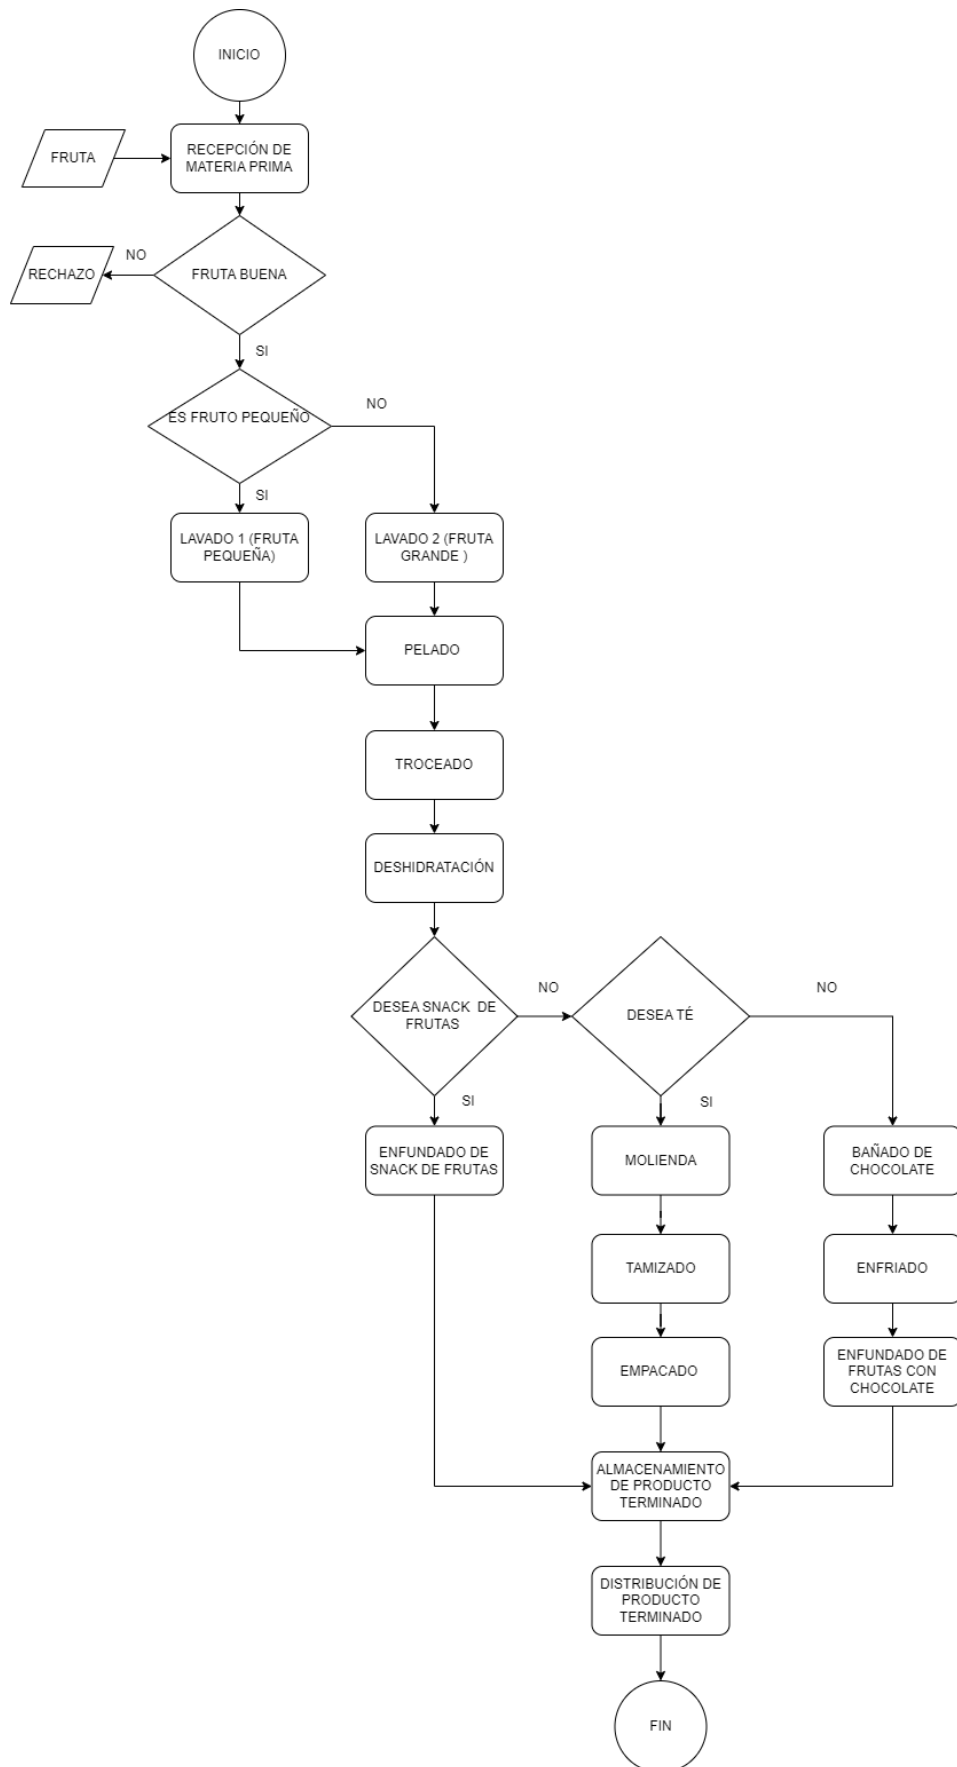 INICIO
FRUTA
RECEPCIÓN DE
MATERIA PRIMA
NO
RECHAZO
FRUTA BUENA
SI
ES FRUTO PEQUEÑO
NO
SI
LAVADO 1 (FRUTA
PEQUEÑA)
LAVADO 2 (FRUTA
GRANDE )
PELADO
TROCEADO
DESHIDRATACIÓN
DESEA SNACK DE
FRUTAS
NO
DESEA TÉ
NO
SI
SI
ENFUNDADO DE
SNACK DE FRUTAS
MOLIENDA
BAÑADO DE
CHOCOLATE
TAMIZADO
ENFRIADO
EMPACADO
ENFUNDADO DE
FRUTAS CON
CHOCOLATE
ALMACENAMIENTO
DE PRODUCTO
TERMINADO
DISTRIBUCIÓN DE
PRODUCTO
TERMINADO
FIN